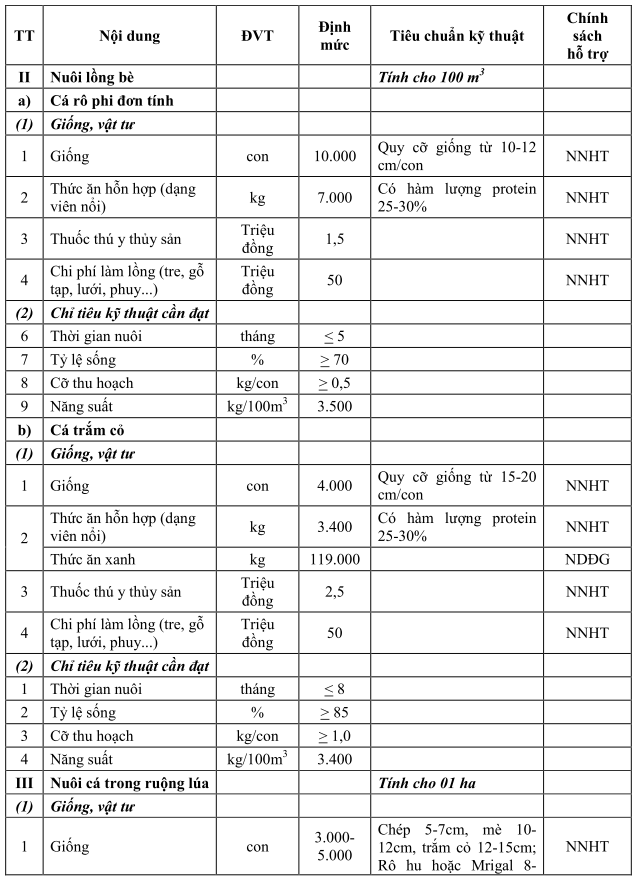 TT Nội dung ĐVT Định mức Tiêu chuẩn kỹ thuật Chính sách hỗ trợ
II Nuôi lồng bè Tính cho 100 m³
a) Cá rô phi đơn tính
(1) Giống, vật tư
1 Giống con 10.000 Quy cỡ giống từ 10-12 cm/con NNHT
2 Thức ăn hỗn hợp (dạng viên nổi) kg 7.000 Có hàm lượng protein 25-30% NNHT
3 Thuốc thú y thủy sản Triệu đồng 1,5 NNHT
4 Chi phí làm lồng (tre, gỗ tạp, lưới, phuy...) Triệu đồng 50 NNHT
(2) Chỉ tiêu kỹ thuật cần đạt
6 Thời gian nuôi tháng ≤ 5
7 Tỷ lệ sống % ≥ 70
8 Cỡ thu hoạch kg/con ≥ 0,5
9 Năng suất kg/100m³ 3.500
b) Cá trắm cỏ
(1) Giống, vật tư
1 Giống con 4.000 Quy cỡ giống từ 15-20 cm/con NNHT
2 Thức ăn hỗn hợp (dạng viên nổi) kg 3.400 Có hàm lượng protein 25-30% NNHT
Thức ăn xanh kg 119.000 NDĐG
3 Thuốc thú y thủy sản Triệu đồng 2,5 NNHT
4 Chi phí làm lồng (tre, gỗ tạp, lưới, phuy...) Triệu đồng 50 NNHT
(2) Chỉ tiêu kỹ thuật cần đạt
1 Thời gian nuôi tháng ≤ 8
2 Tỷ lệ sống % ≥ 85
3 Cỡ thu hoạch kg/con ≥ 1,0
4 Năng suất kg/100m³ 3.400
III Nuôi cá trong ruộng lúa Tính cho 01 ha
(1) Giống, vật tư
1 Giống con 3.000-5.000 Chép 5-7cm, mè 10-12cm, trắm cỏ 12-15cm; Rô hu hoặc Mrigal 8- NNHT